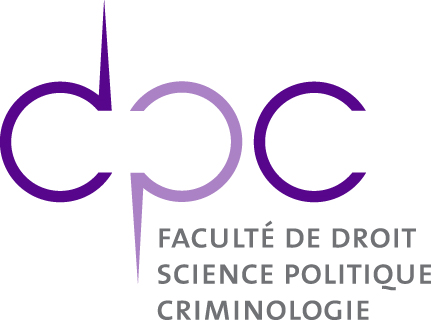 dpc
FACULTÉ DE DROIT
SCIENCE POLITIQUE
CRIMINOLOGIE